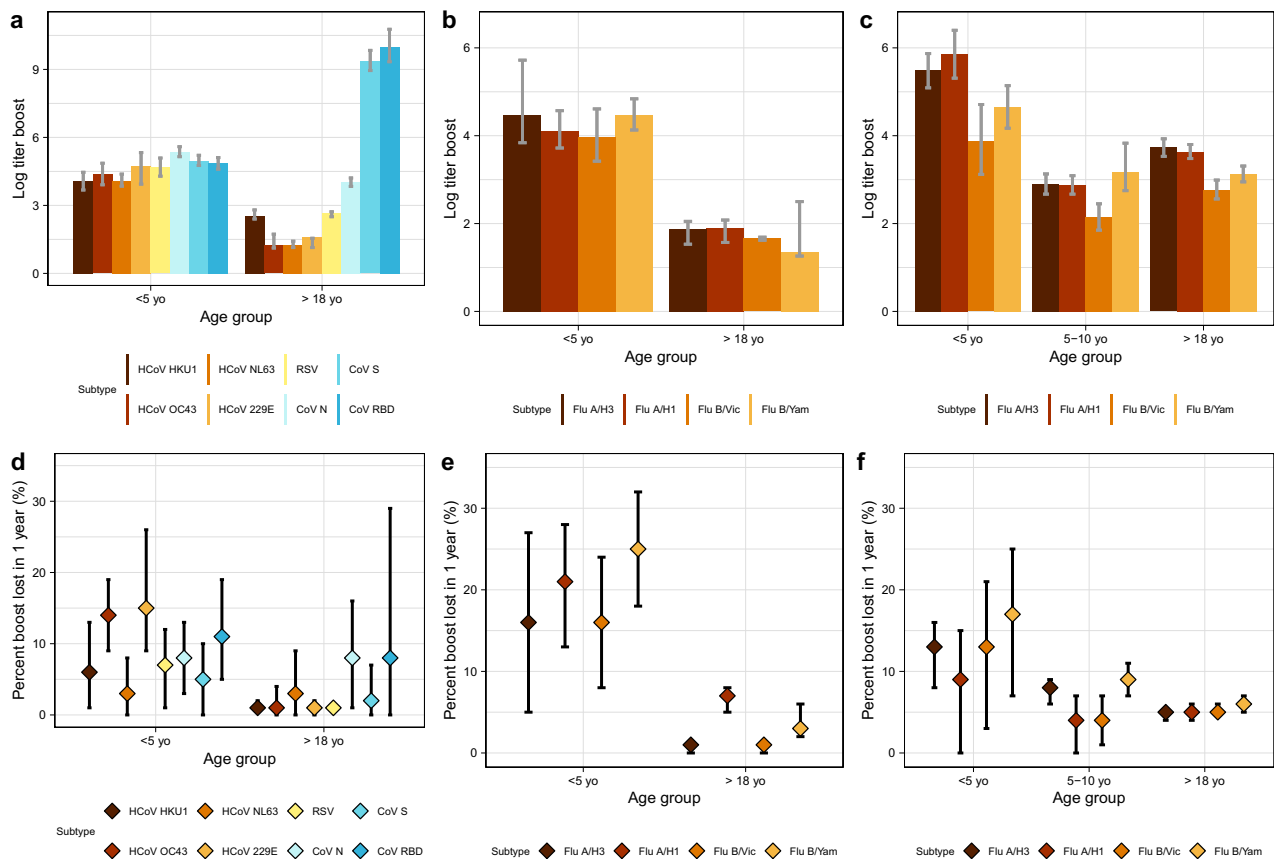 a
Log titer boost
9
6
3
0
<5 yo
> 18 yo
Age group
Subtype
HCoV HKU1
HCoV NL63
RSV
CoV S
HCoV OC43
HCoV 229E
CoV N
CoV RBD
b
Log titer boost
6
4
2
0
<5 yo
> 18 yo
Age group
Subtype
Flu A/H3
Flu A/H1
Flu B/Vic
Flu B/Yam
c
Log titer boost
6
4
2
0
<5 yo
5−10 yo
> 18 yo
Age group
Subtype
Flu A/H3
Flu A/H1
Flu B/Vic
Flu B/Yam
d
Percent boost lost in 1 year (%)
30
20
10
0
<5 yo
> 18 yo
Age group
Subtype
HCoV HKU1
HCoV NL63
RSV
CoV S
HCoV OC43
HCoV 229E
CoV N
CoV RBD
e
Percent boost lost in 1 year (%)
30
20
10
0
<5 yo
> 18 yo
Age group
Subtype
Flu A/H3
Flu A/H1
Flu B/Vic
Flu B/Yam
f
Percent boost lost in 1 year (%)
30
20
10
0
<5 yo
5−10 yo
> 18 yo
Age group
Subtype
Flu A/H3
Flu A/H1
Flu B/Vic
Flu B/Yam